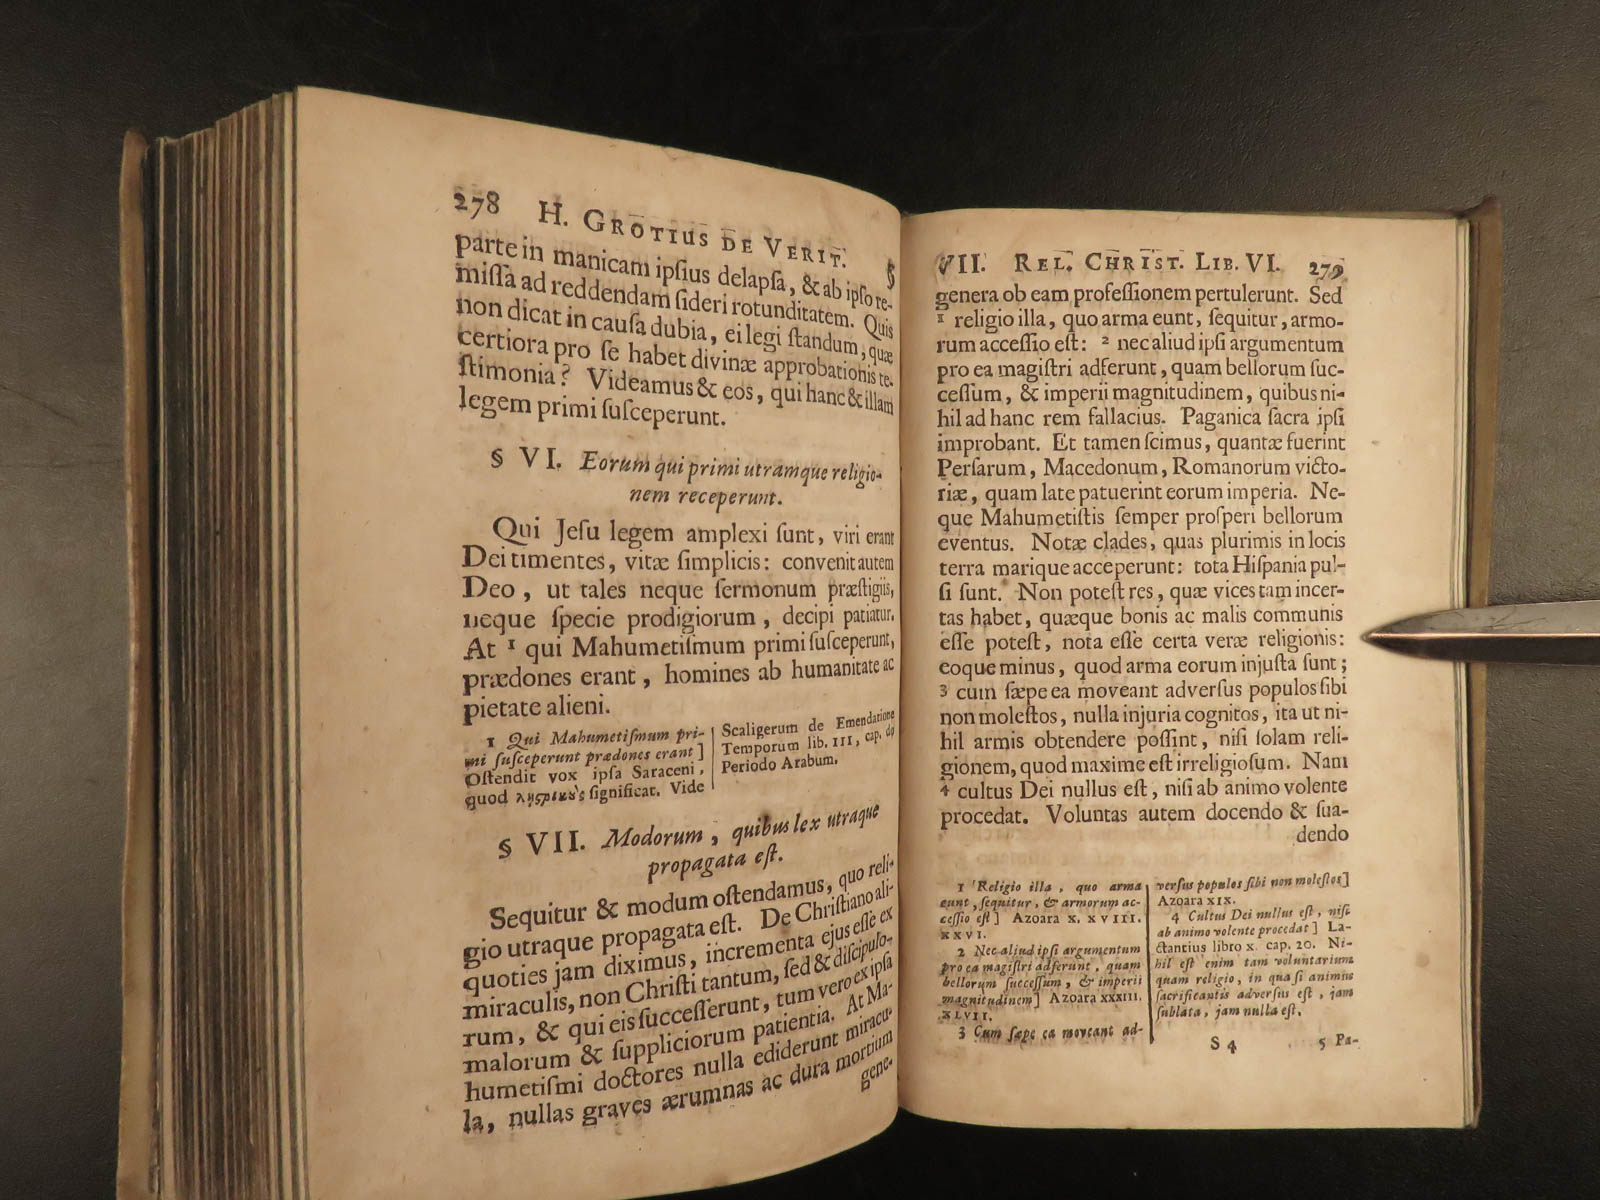 278 H. GROTIUS DE VERIT. §
parte in manicam ipſius delapſa, & ab ipſo re-
miſſa ad reddendam ſideri rotunditatem. Quis
non dicat in cauſa dubia, ei legi ſtandum, quæ
certiora pro ſe habet divinæ approbationis te-
ſtimonia? Videamus & eos, qui hanc & illam
legem primi ſuſceperunt.
§ VI. Eorum qui primi utramque religio-
nem receperunt.
Qui Jeſu legem amplexi ſunt, viri erant
Dei timentes, vitæ ſimplicis: convenit autem
Deo, ut tales neque ſermonum præſtigiis,
neque ſpecie prodigiorum, decipi patiatur.
At 1 qui Mahumetiſmum primi ſuſceperunt,
prædones erant, homines ab humanitate ac
pietate alieni.
1 Qui Mahumetiſmum pri-
mi ſuſceperunt prædones erant]
Oſtendit vox ipſa Saraceni,
quod λῃςρικȣ̀ς ſignificat. Vide
Scaligerum de Emendatione
Temporum lib. III, cap. de
Periodo Arabum.
§ VII. Modorum, quibus lex utraque
propagata eſt.
Sequitur & modum oſtendamus, quo reli-
gio utraque propagata eſt. De Chriſtiano ali-
quoties jam diximus, incrementa ejus eſſe ex
miraculis, non Chriſti tantum, ſed & diſcipulo-
rum, & qui eis ſucceſſerunt, tum vero ex ipſa
malorum & ſuppliciorum patientia. At Ma-
humetiſmi doctores nulla ediderunt miracu-
la, nullas graves ærumnas ac dura mortium
gene-
VII. REL. CHRIST. LIB. VI. 279
genera ob eam profeſſionem pertulerunt. Sed
1 religio illa, quo arma eunt, ſequitur, armo-
rum acceſſio eſt: 2 nec aliud ipſi argumentum
pro ea magiſtri adferunt, quam bellorum ſuc-
ceſſum, & imperii magnitudinem, quibus ni-
hil ad hanc rem fallacius. Paganica ſacra ipſi
improbant. Et tamen ſcimus, quantæ fuerint
Perſarum, Macedonum, Romanorum victo-
riæ, quam late patuerint eorum imperia. Ne-
que Mahumetiſtis ſemper proſperi bellorum
eventus. Notæ clades, quas plurimis in locis
terra marique acceperunt: tota Hiſpania pul-
ſi ſunt. Non poteſt res, quæ vices tam incer-
tas habet, quæque bonis ac malis communis
eſſe poteſt, nota eſſe certa veræ religionis:
eoque minus, quod arma eorum injuſta ſunt;
3 cum ſæpe ea moveant adverſus populos ſibi
non moleſtos, nulla injuria cognitos, ita ut ni-
hil armis obtendere poſſint, niſi ſolam reli-
gionem, quod maxime eſt irreligioſum. Nam
4 cultus Dei nullus eſt, niſi ab animo volente
procedat. Voluntas autem docendo & ſua-
dendo
1 Religio illa, quo arma
eunt, ſequitur, & armorum ac-
ceſſio eſt] Azoara X. XVIII.
XXVI.
2 Nec aliud ipſi argumentum
pro ea magiſtri adferunt, quam
bellorum ſucceſſum, & imperii
magnitudinem] Azoara XXXIII.
XLVII.
3 Cum ſæpe ea moveant ad-
verſus populos ſibi non moleſtos]
Azoara XIX.
4 Cultus Dei nullus eſt, niſi
ab animo volente procedat] La-
ctantius libro X. cap. 20. Ni-
hil eſt enim tam voluntarium
quam religio, in qua ſi animus
ſacrificantis adverſus eſt, jam
ſublata, jam nulla eſt.
S 4 5 Pa-